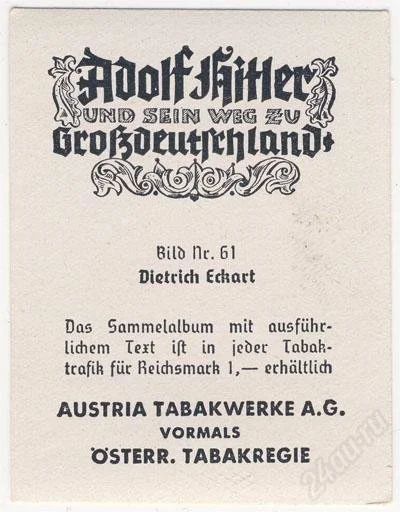 Adolf Hitler
UND SEIN WEG ZU
Großdeutschland
Bild Nr. 61
Dietrich Eckart
Das Sammelalbum mit ausführ-
lichem Text ist in jeder Tabak-
trafik für Reichsmark 1,— erhältlich
AUSTRIA TABAKWERKE A.G.
VORMALS
ÖSTERR. TABAKREGIE
24au.ru